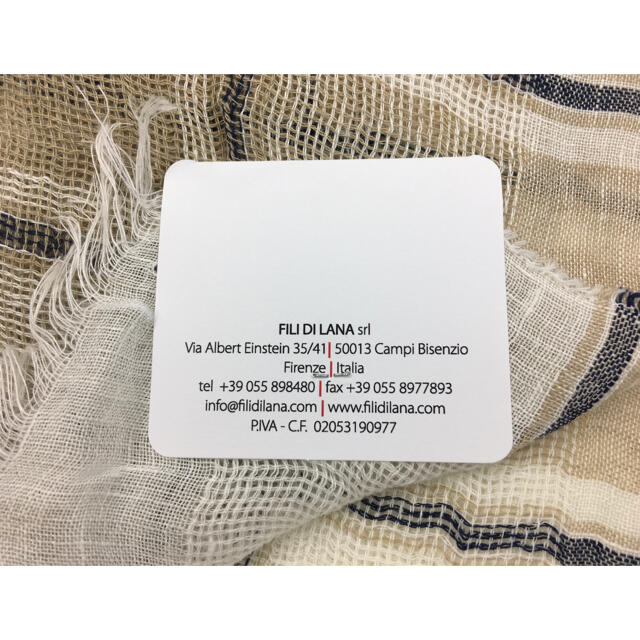 FILI DI LANA srl
Via Albert Einstein 35/41 | 50013 Campi Bisenzio
Firenze | Italia
tel +39 055 898480 | fax +39 055 8977893
info@filidilana.com | www.filidilana.com
P.IVA - C.F. 02053190977